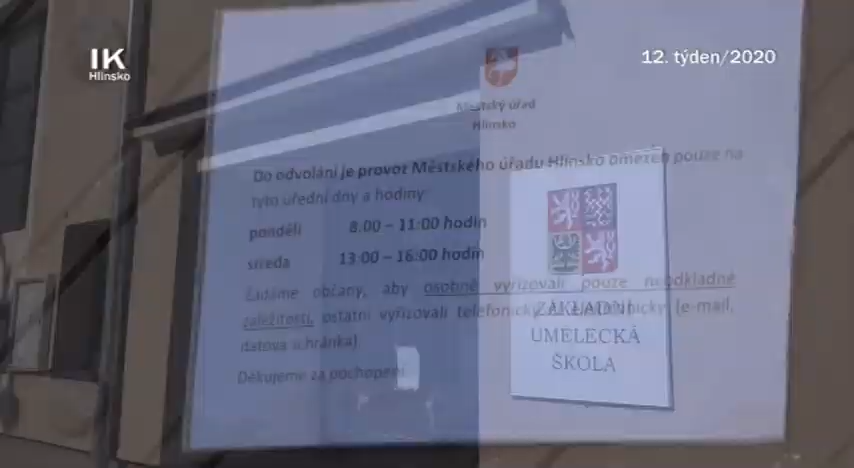 IK
Hlinsko
12. týden/2020
Městský úřad
Hlinsko
Do odvolání je provoz Městského úřadu Hlinsko omezen pouze na
tyto úřední dny a hodiny:
pondělí 8:00 – 11:00 hodin
středa 13:00 – 16:00 hodin
Žádáme občany, aby osobně vyřizovali pouze neodkladné
záležitosti, ostatní vyřizovali telefonicky, elektronicky (e-mail,
datová schránka)
Děkujeme za pochopení
ZÁKLADNÍ
UMĚLECKÁ
ŠKOLA